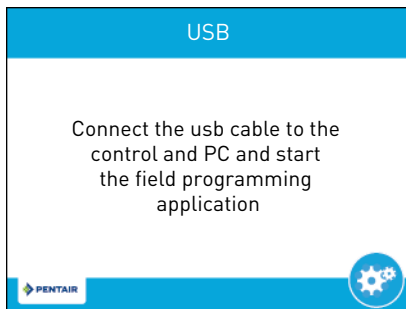 USB
Connect the usb cable to the
control and PC and start
the field programming
application
PENTAIR